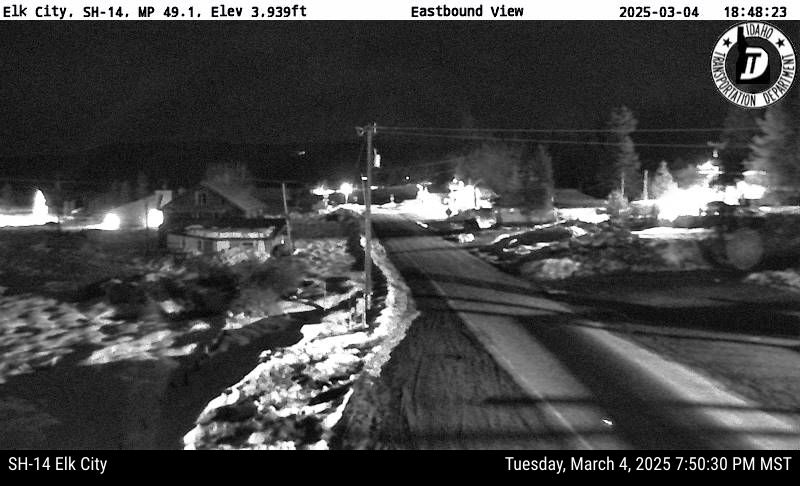 Elk City, SH-14, MP 49.1, Elev 3,939ft Eastbound View 2025-03-04 18:48:23
IDAHO TRANSPORTATION DEPARTMENT
SH-14 Elk City Tuesday, March 4, 2025 7:50:30 PM MST